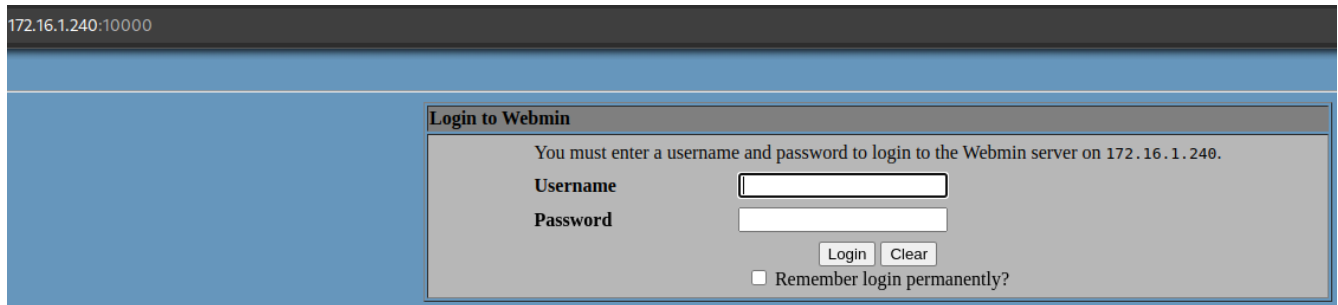 172.16.1.240:10000
Login to Webmin
You must enter a username and password to login to the Webmin server on 172.16.1.240.
Username
Password
Login Clear
Remember login permanently?